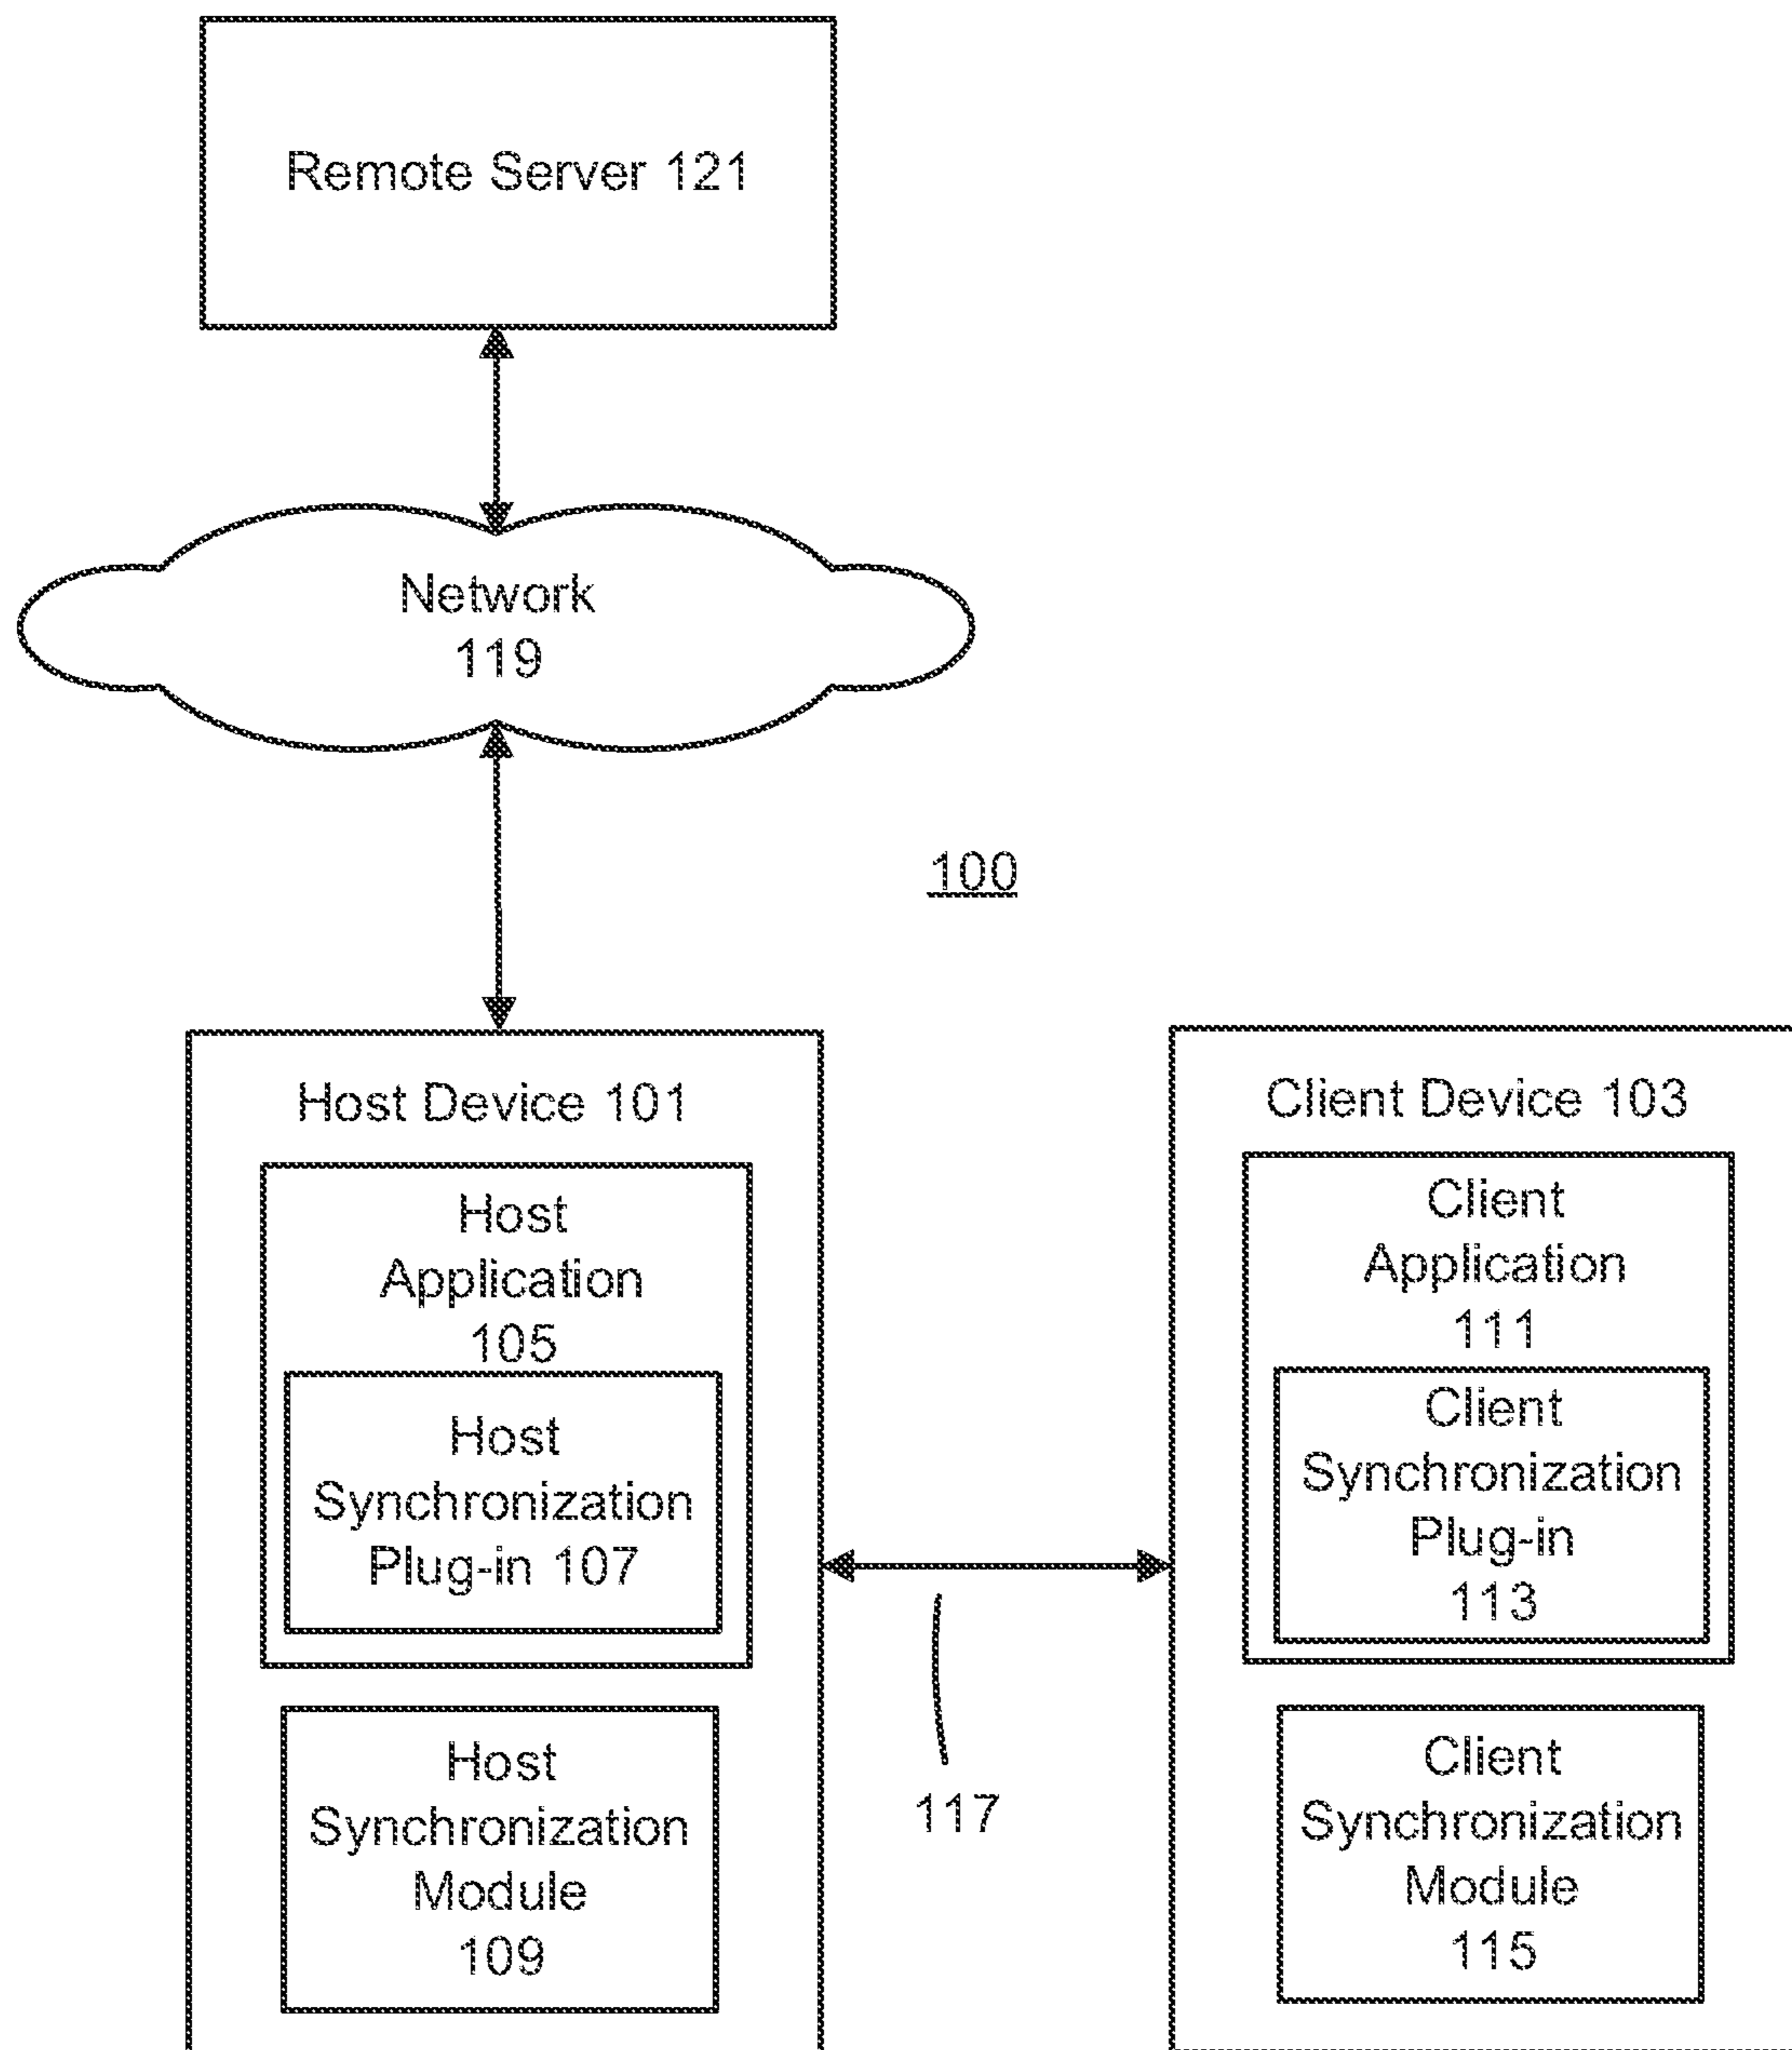 Remote Server 121
Network
119
100
Host Device 101
Host
Application
105
Host
Synchronization
Plug-in 107
Host
Synchronization
Module
109
117
Client Device 103
Client
Application
111
Client
Synchronization
Plug-in
113
Client
Synchronization
Module
115